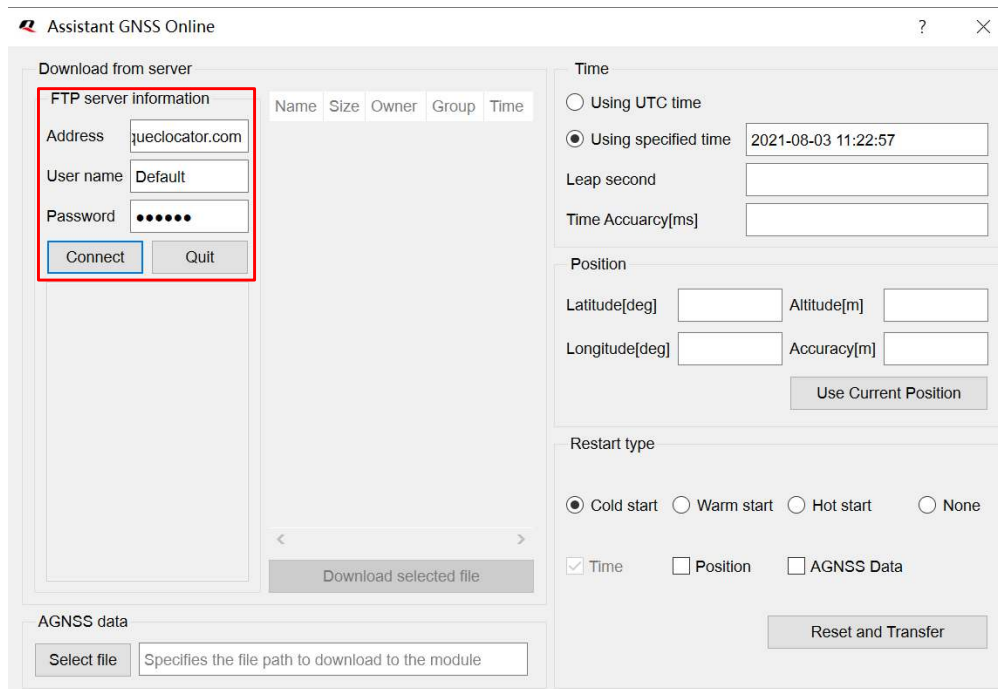 Assistant GNSS Online
?
Download from server
FTP server information
Address
queclocator.com
User name
Default
Password
●●●●●●
Connect
Quit
Name Size Owner Group Time
Download selected file
AGNSS data
Select file
Specifies the file path to download to the module
Time
Using UTC time
Using specified time
2021-08-03 11:22:57
Leap second
Time Accuarcy[ms]
Position
Latitude[deg]
Altitude[m]
Longitude[deg]
Accuracy[m]
Use Current Position
Restart type
Cold start
Warm start
Hot start
None
Time
Position
AGNSS Data
Reset and Transfer